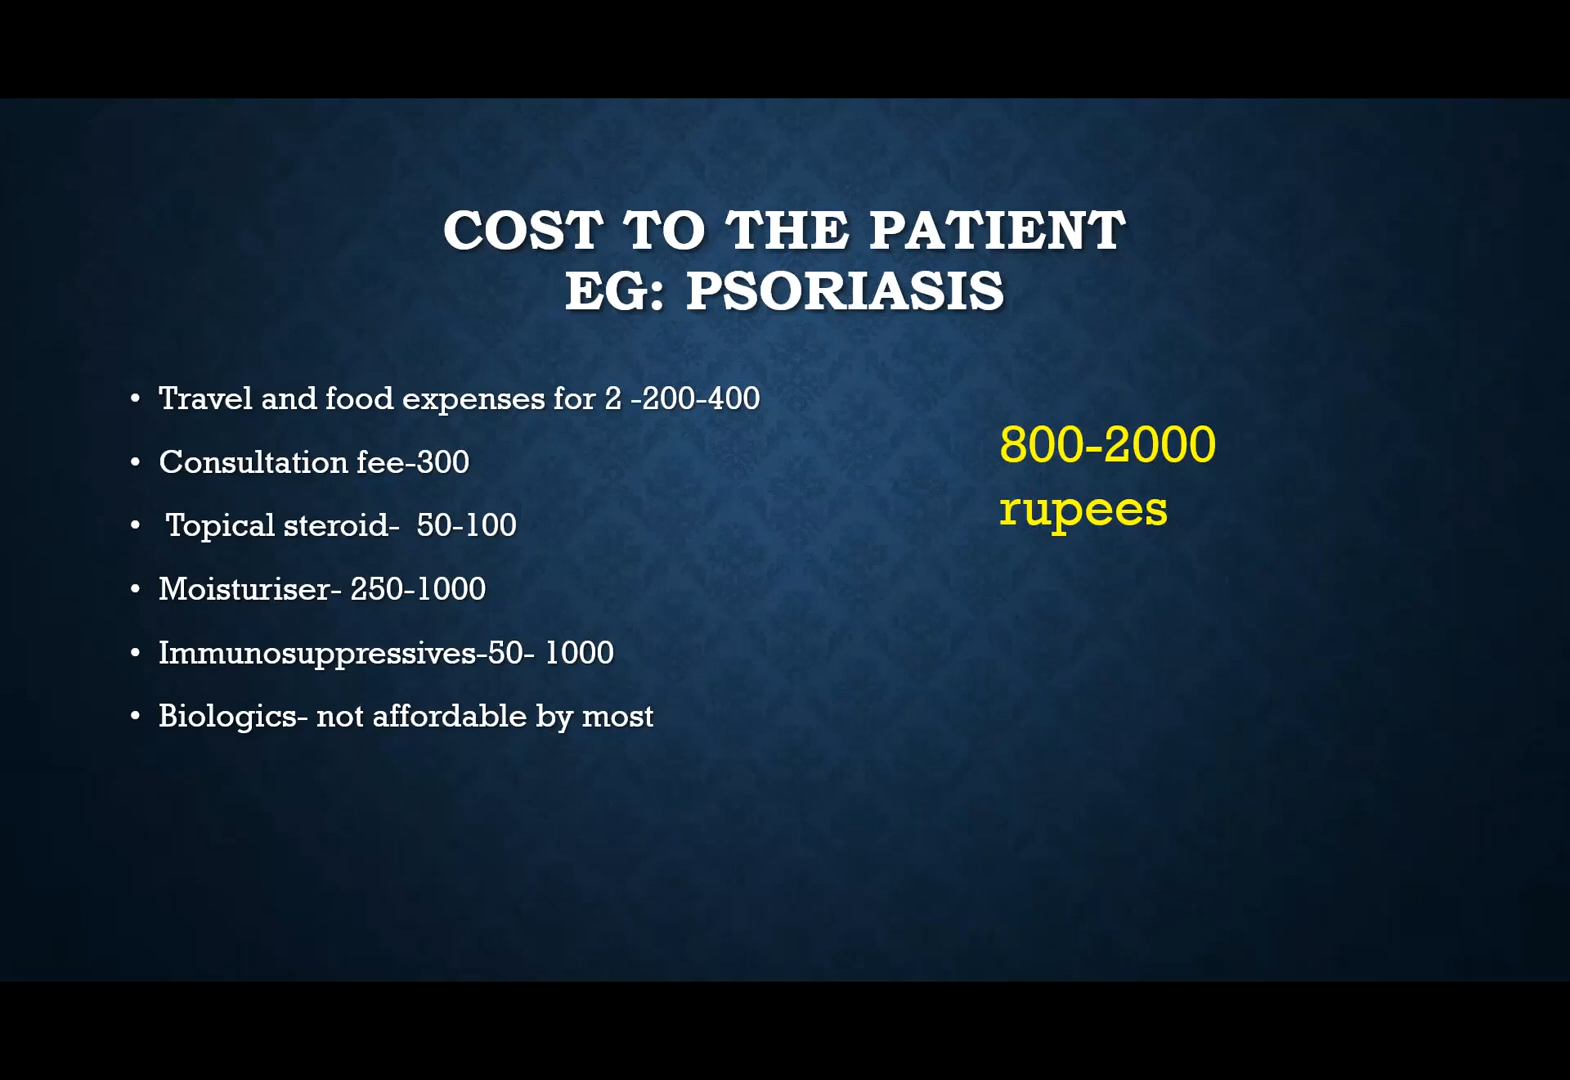 COST TO THE PATIENT
EG: PSORIASIS
• Travel and food expenses for 2 -200-400
• Consultation fee-300
• Topical steroid- 50-100
• Moisturiser- 250-1000
• Immunosuppressives-50- 1000
• Biologics- not affordable by most
800-2000
rupees